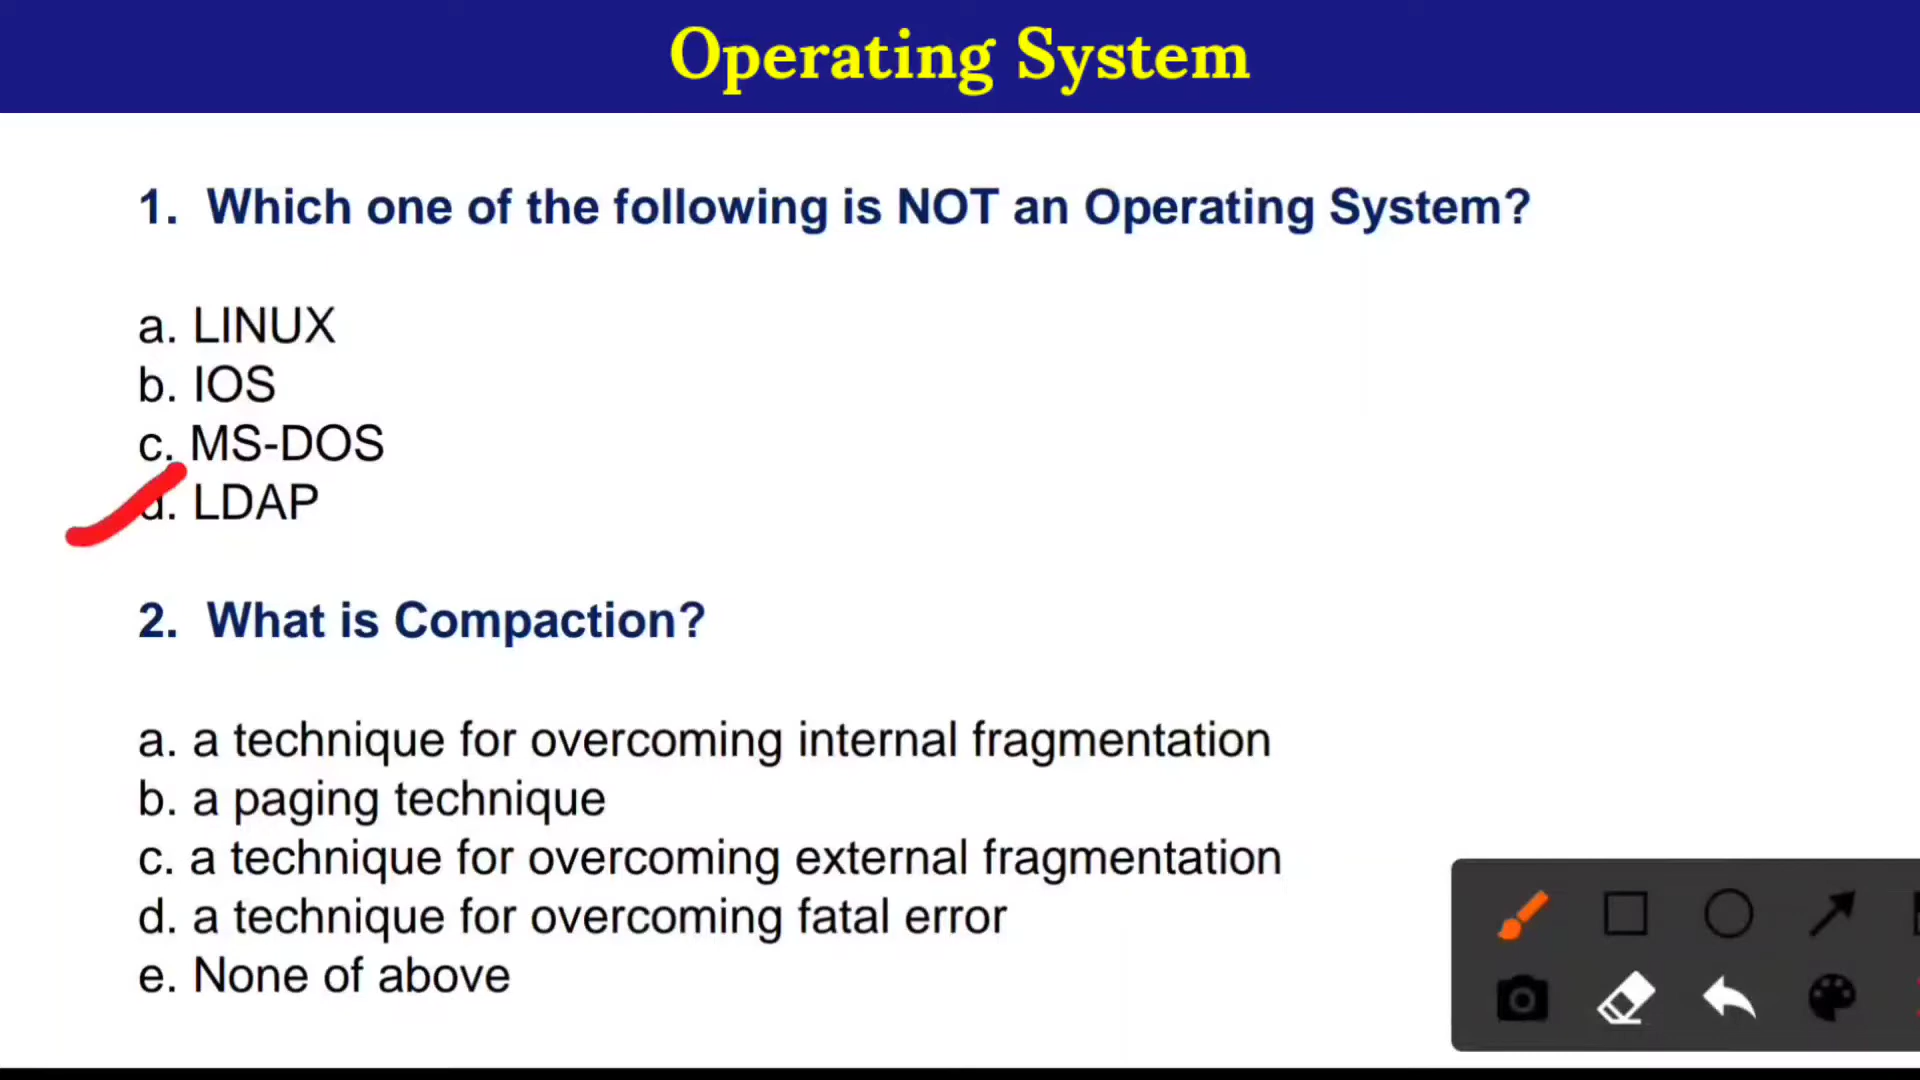 Operating System
1. Which one of the following is NOT an Operating System?
a. LINUX
b. IOS
c. MS-DOS
d. LDAP
2. What is Compaction?
a. a technique for overcoming internal fragmentation
b. a paging technique
c. a technique for overcoming external fragmentation
d. a technique for overcoming fatal error
e. None of above